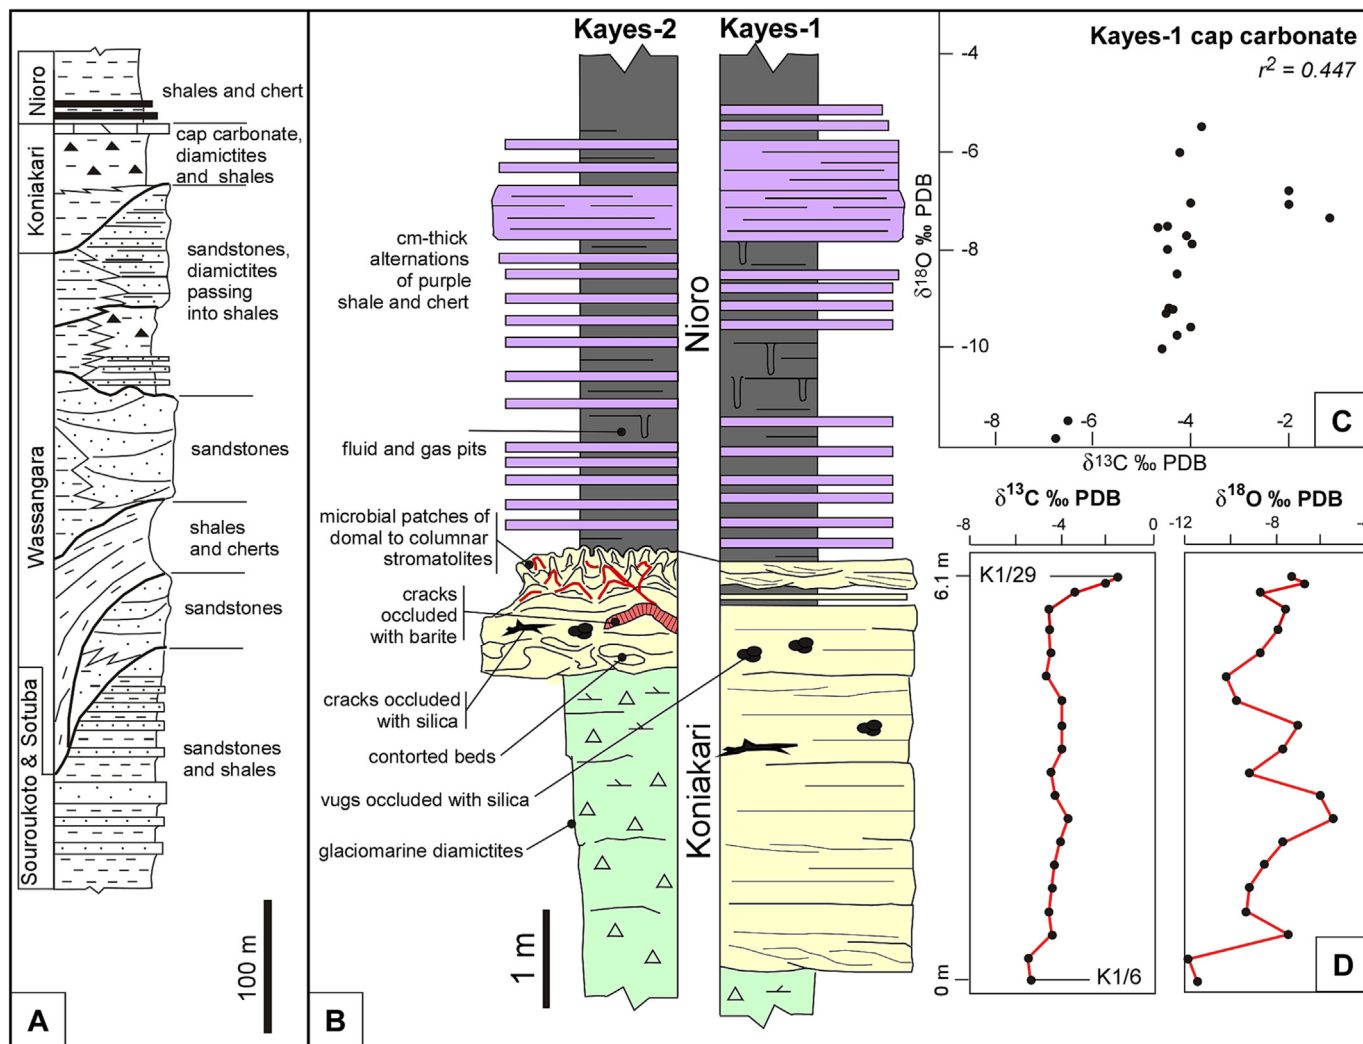 Nioro
Koniakari
Wassangara
Souroukoto & Sotuba
shales and chert
cap carbonate,
diamictites
and shales
sandstones,
diamictites
passing
into shales
sandstones
shales
and cherts
sandstones
sandstones
and shales
100 m
A
Kayes-2
Kayes-1
cm-thick
alternations
of purple
shale and chert
Nioro
fluid and gas pits
microbial patches of
domal to columnar
stromatolites
cracks
occluded
with barite
cracks occluded
with silica
contorted beds
vugs occluded with silica
glaciomarine diamictites
Koniakari
1 m
B
Kayes-1 cap carbonate
r² = 0.447
-4
-6
-8
-10
δ18O ‰ PDB
-8
-6
-4
-2
δ13C ‰ PDB
C
δ¹³C ‰ PDB
δ¹⁸O ‰ PDB
-8
-4
0
-12
-8
6.1 m
K1/29
K1/6
0 m
D